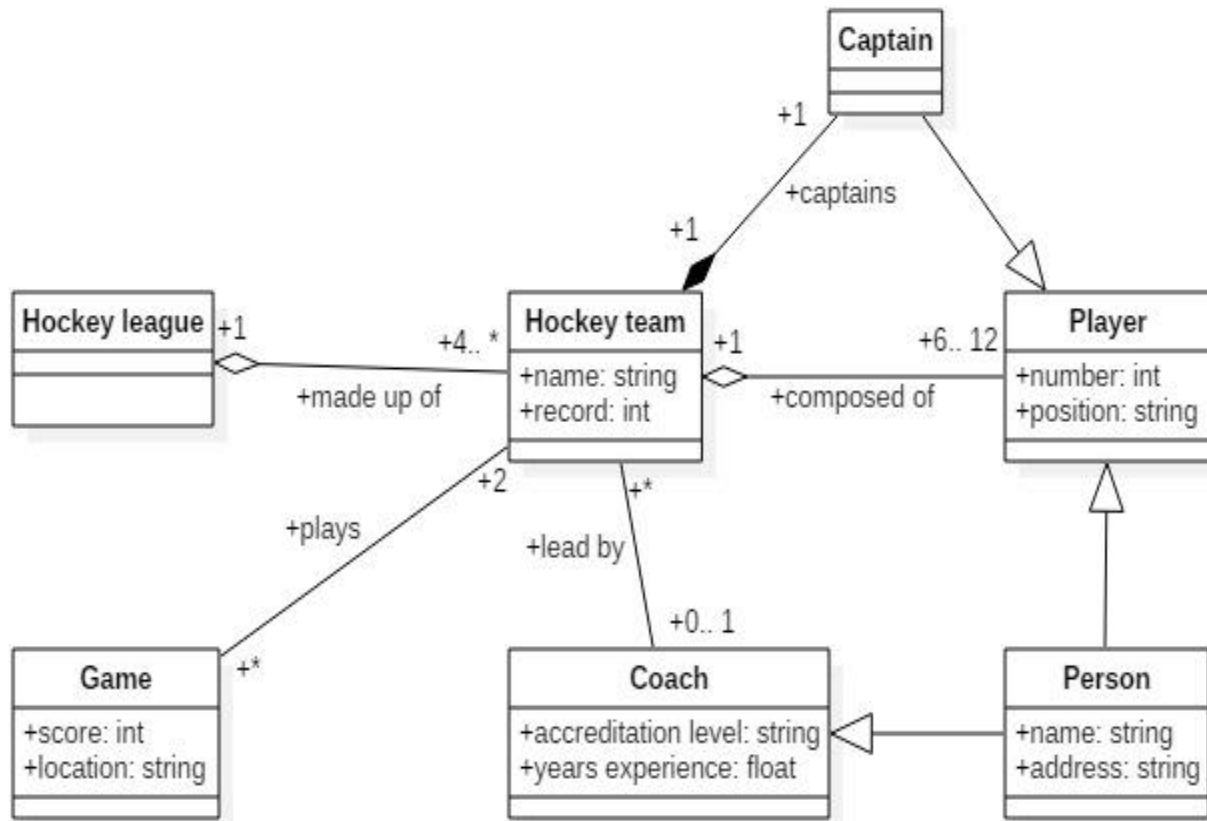 Captain
+1
+captains
+1
Hockey league
+1
+4.. *
+made up of
Hockey team
+name: string
+record: int
+1
+6.. 12
+composed of
Player
+number: int
+position: string
+2
+plays
+*
+*
+lead by
+0.. 1
Game
+score: int
+location: string
Coach
+accreditation level: string
+years experience: float
Person
+name: string
+address: string